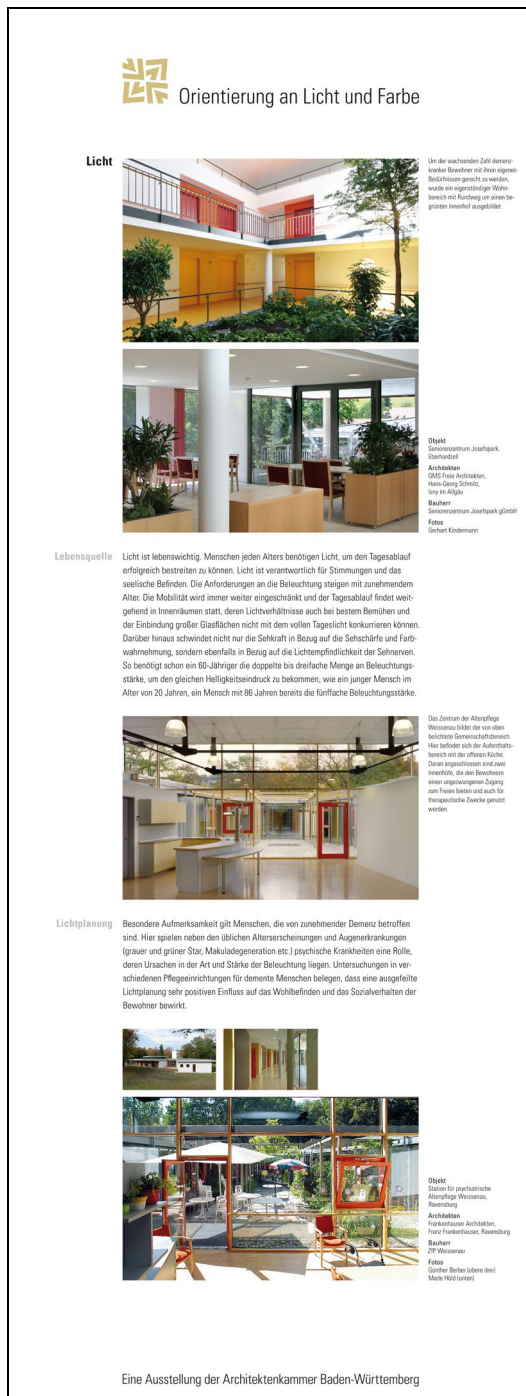 Orientierung an Licht und Farbe
Licht
Um der wachsenden Zahl demenz-
kranker Bewohner mit ihren eigenen
Bedürfnissen gerecht zu werden,
wurde ein eigenständiger Wohn-
bereich mit Rundweg um einen be-
grünten Innenhof ausgebildet.
Objekt
Seniorenzentrum Josefspark,
Eberhardzell
Architekten
GMS Freie Architekten,
Hans-Georg Schmitz,
Isny im Allgäu
Bauherr
Seniorenzentrum Josefspark gGmbH
Fotos
Gerhart Kindermann
Lebensquelle
Licht ist lebenswichtig. Menschen jeden Alters benötigen Licht, um den Tagesablauf
erfolgreich bestreiten zu können. Licht ist verantwortlich für Stimmungen und das
seelische Befinden. Die Anforderungen an die Beleuchtung steigen mit zunehmendem
Alter. Die Mobilität wird immer weiter eingeschränkt und der Tagesablauf findet weit-
gehend in Innenräumen statt, deren Lichtverhältnisse auch bei bestem Bemühen und
der Einbindung großer Glasflächen nicht mit dem vollen Tageslicht konkurrieren können.
Darüber hinaus schwindet nicht nur die Sehkraft in Bezug auf die Sehschärfe und Farb-
wahrnehmung, sondern ebenfalls in Bezug auf die Lichtempfindlichkeit der Sehnerven.
So benötigt schon ein 60-Jähriger die doppelte bis dreifache Menge an Beleuchtungs-
stärke, um den gleichen Helligkeitseindruck zu bekommen, wie ein junger Mensch im
Alter von 20 Jahren, ein Mensch mit 86 Jahren bereits die fünffache Beleuchtungsstärke.
Das Zentrum der Altenpflege
Weissenau bildet der von oben
belichtete Gemeinschaftsbereich.
Hier befindet sich der Aufenthalts-
bereich mit der offenen Küche.
Daran angeschlossen sind zwei
Innenhöfe, die den Bewohnern
einen ungezwungenen Zugang
zum Freien bieten und auch für
therapeutische Zwecke genutzt
werden.
Lichtplanung
Besondere Aufmerksamkeit gilt Menschen, die von zunehmender Demenz betroffen
sind. Hier spielen neben den üblichen Alterserscheinungen und Augenerkrankungen
(grauer und grüner Star, Makuladegeneration etc.) psychische Krankheiten eine Rolle,
deren Ursachen in der Art und Stärke der Beleuchtung liegen. Untersuchungen in ver-
schiedenen Pflegeeinrichtungen für demente Menschen belegen, dass eine ausgefeilte
Lichtplanung sehr positiven Einfluss auf das Wohlbefinden und das Sozialverhalten der
Bewohner bewirkt.
Objekt
Station für psychiatrische
Altenpflege Weissenau,
Ravensburg
Architekten
Frankenhauser Architekten,
Franz Frankenhauser, Ravensburg
Bauherr
ZfP Weissenau
Fotos
Günther Berber (obere drei)
Made Höld (unten)
Eine Ausstellung der Architektenkammer Baden-Württemberg